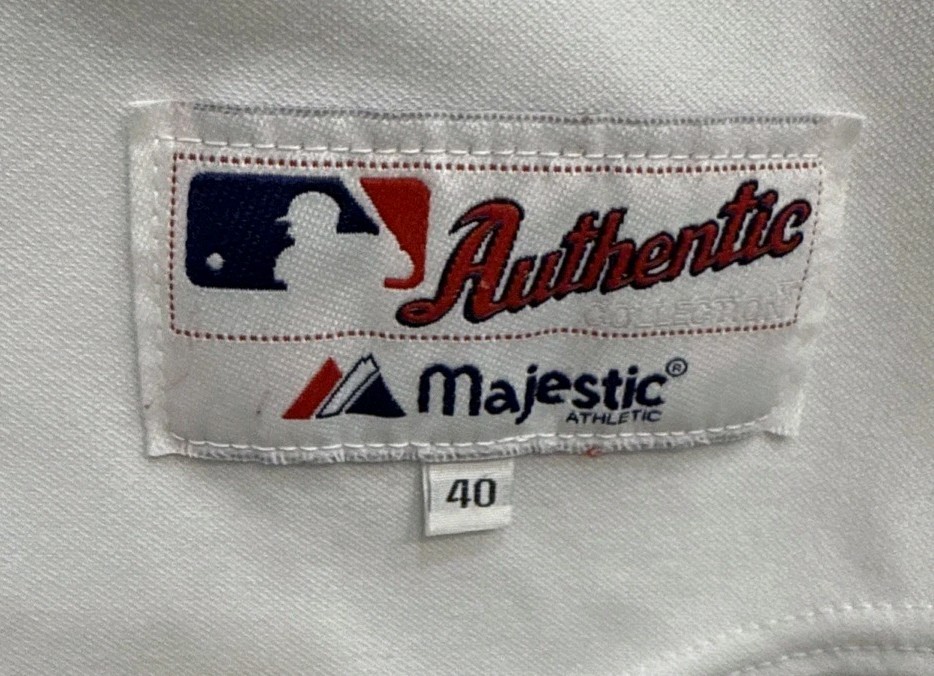 Authentic
COLLECTION
Majestic®
ATHLETIC
40